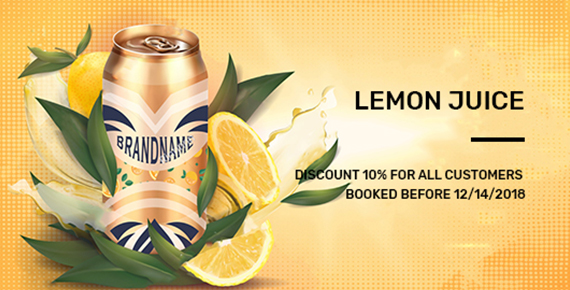 BRANDNAME
LEMON JUICE
DISCOUNT 10% FOR ALL CUSTOMERS
BOOKED BEFORE 12/14/2018